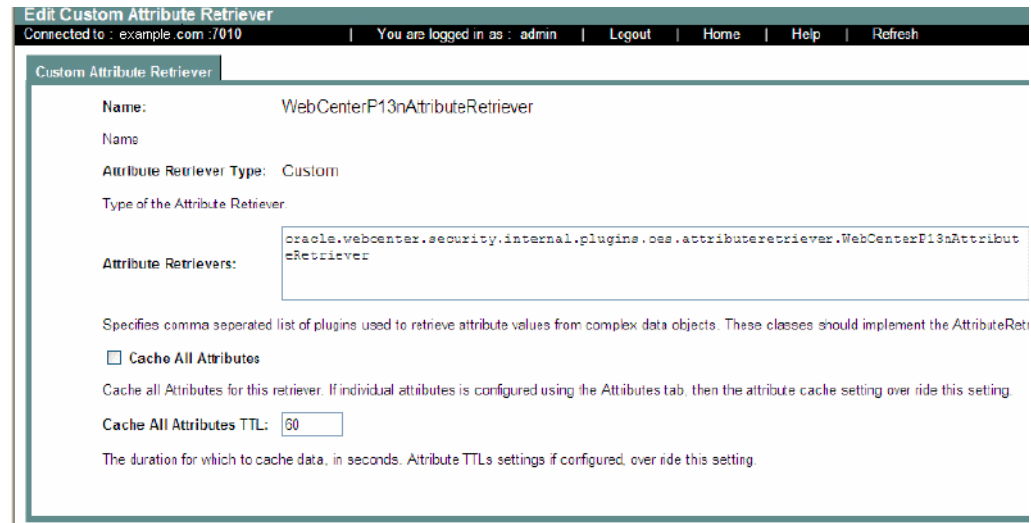 Edit Custom Attribute Retriever
Connected to : example.com :7010 | You are logged in as : admin | Logout | Home | Help | Refresh
Custom Attribute Retriever
Name: WebCenterP13nAttributeRetriever
Name
Attribute Retriever Type: Custom
Type of the Attribute Retriever.
Attribute Retrievers:
oracle.webcenter.security.internal.plugins.oes.attributeretriever.WebCenterP13nAttribut
eRetriever
Specifies comma seperated list of plugins used to retrieve attribute values from complex data objects. These classes should implement the AttributeRetr
Cache All Attributes
Cache all Attributes for this retriever. If individual attributes is configured using the Attributes tab, then the attribute cache setting over ride this setting.
Cache All Attributes TTL: 60
The duration for which to cache data, in seconds. Attribute TTLs settings if configured, over ride this setting.